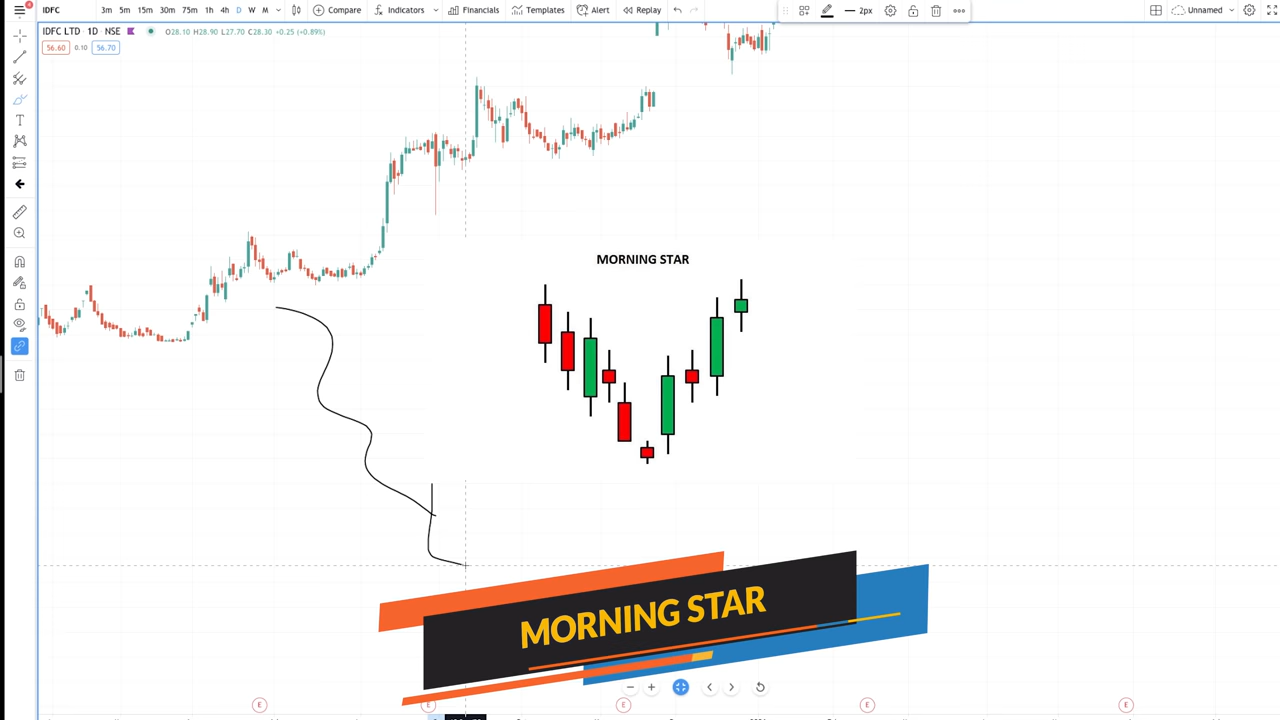 IDFC 3m 5m 15m 30m 75m 1h 4h D W M Compare Indicators Financials Templates Alert Replay 2px Unnamed
IDFC LTD 1D NSE O28.10 H28.90 L27.70 C28.30 +0.25 (+0.89%)
56.60 0.10 56.70
MORNING STAR
MORNING STAR
E E E E E